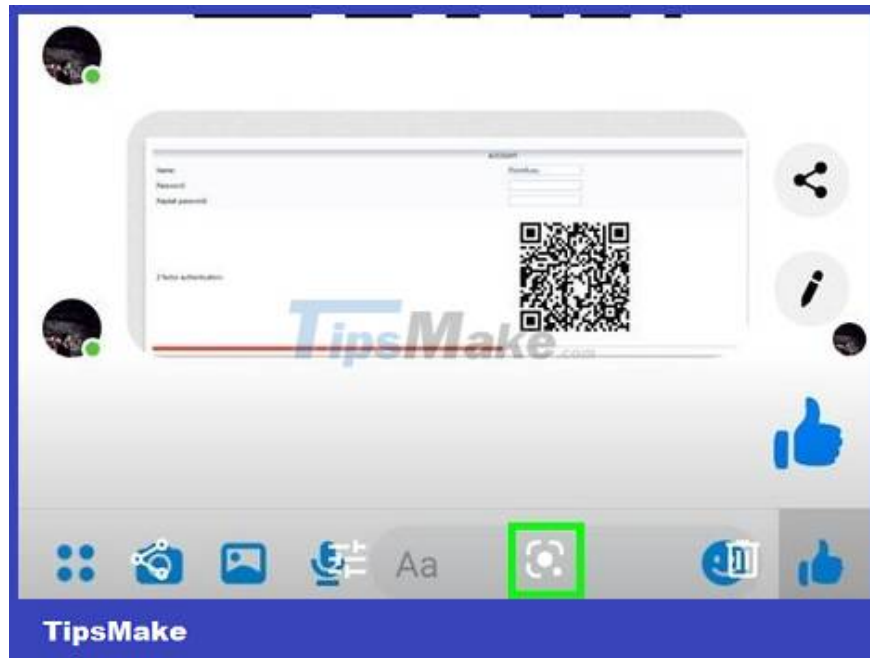 account
Name:
Password:
Repeat password:
2 factor authentication:
TipsMake.com
Aa
TipsMake